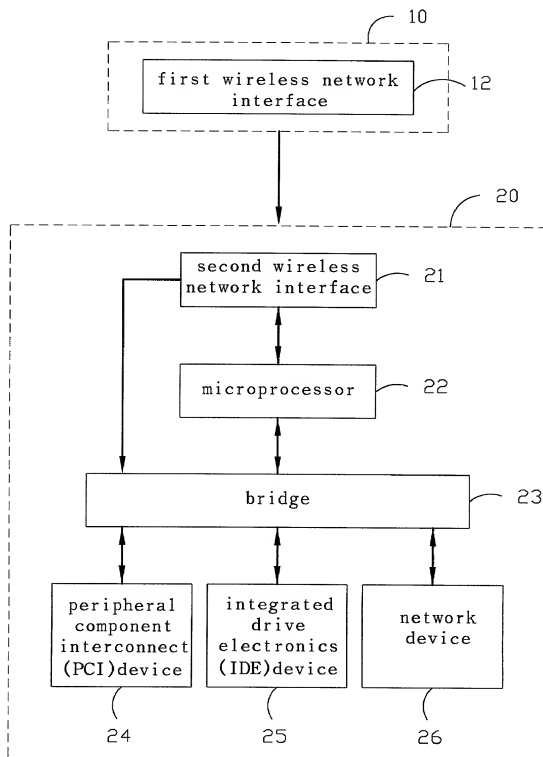 10
first wireless network
interface
12
20
second wireless
network interface
21
microprocessor
22
bridge
23
peripheral
component
interconnect
(PCI)device
integrated
drive
electronics
(IDE)device
network
device
24
25
26